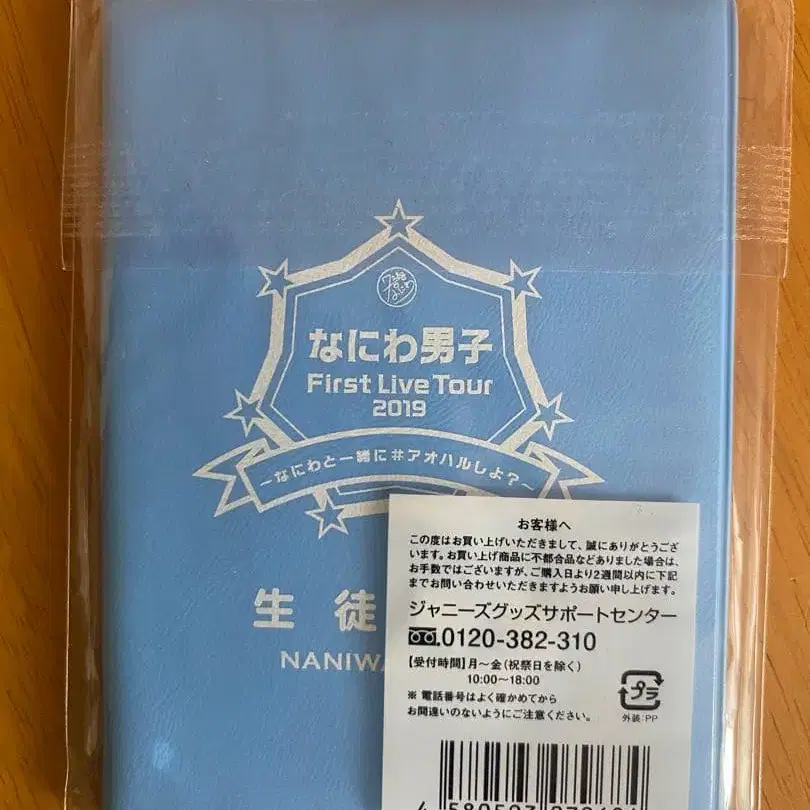 なにわ男子
First Live Tour
2019
~なにわと一緒に#アオハルしよ?~
生 徒
NANIWA
お客様へ
この度はお買い上げいただきまして、誠にありがとうござ
います。お買い上げ商品に不都合品などありました場合は、
お手数ではございますが、ご購入日より2週間以内に下記
までお問い合わせいただきますようお願い申し上げます。
ジャニーズグッズサポートセンター
0120-382-310
【受付時間】月~金(祝祭日を除く)
10:00~18:00
※ 電話番号はよく確かめてから
お間違いのないようにご注意ください。
プラ
外装:PP